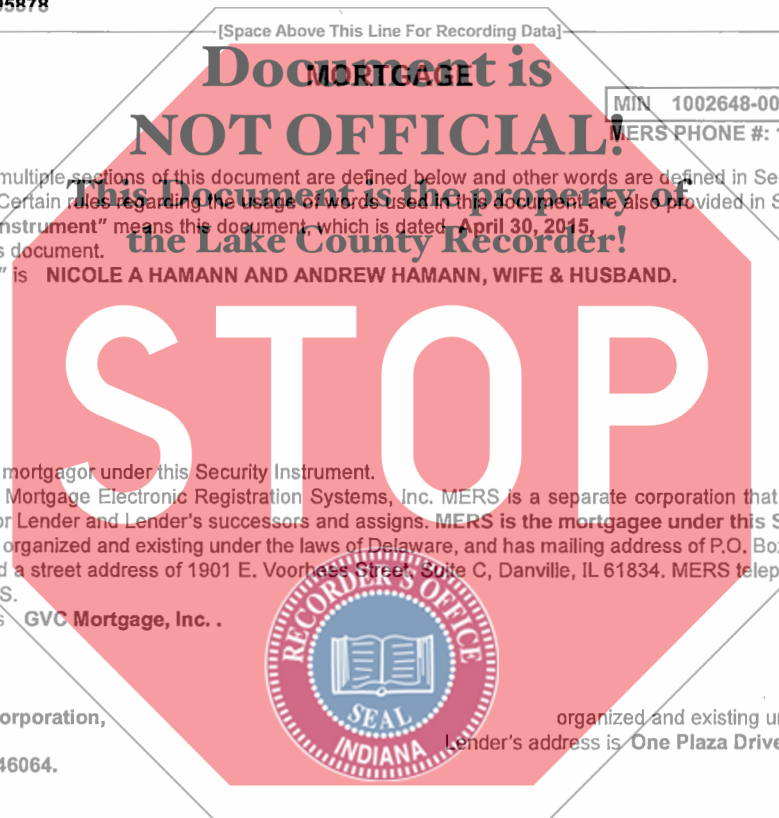 [Space Above This Line For Recording Data]
Document is
MORTGAGE
NOT OFFICIAL!
MIN 1002648-00
MERS PHONE #:
multiple sections of this document are defined below and other words are defined in Se
This Document is the property of
Certain rules regarding the usage of words used in this document are also provided in S
nstrument” means this document, which is dated April 30, 2015,
the Lake County Recorder!
s document.
” is NICOLE A HAMANN AND ANDREW HAMANN, WIFE & HUSBAND.
STOP
mortgagor under this Security Instrument.
Mortgage Electronic Registration Systems, Inc. MERS is a separate corporation that
or Lender and Lender's successors and assigns. MERS is the mortgagee under this S
organized and existing under the laws of Delaware, and has mailing address of P.O. Box
d a street address of 1901 E. Voorhees Street, Suite C, Danville, IL 61834. MERS telep
S.
s GVC Mortgage, Inc. .
RECORDER'S OFFICE
SEAL
INDIANA
orporation,
organized and existing u
Lender's address is One Plaza Drive
46064.